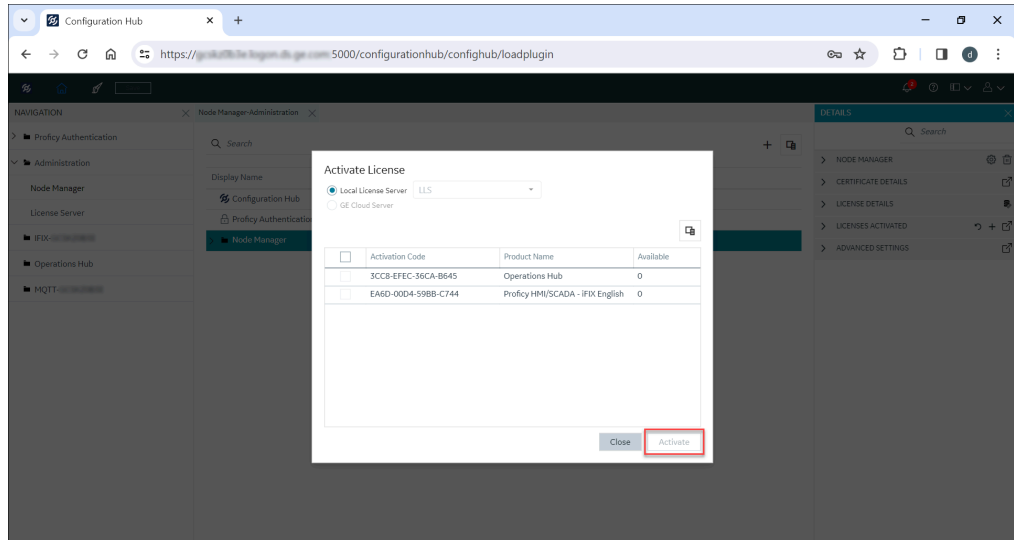 Configuration Hub
https:// 5000/configurationhub/confighub/loadplugin
d
NAVIGATION
Proficy Authentication
Administration
Node Manager
License Server
IFIX-
Operations Hub
MQTT-
Node Manager-Administration
Search
Display Name
Configuration Hub
Proficy Authentication
Node Manager
Activate License
Local License Server LLS
GE Cloud Server
Activation Code Product Name Available
3CC8-EFEC-36CA-B645 Operations Hub 0
EA6D-00D4-59BB-C744 Proficy HMI/SCADA - iFIX English 0
Close Activate
DETAILS
Search
NODE MANAGER
CERTIFICATE DETAILS
LICENSE DETAILS
LICENSES ACTIVATED
ADVANCED SETTINGS